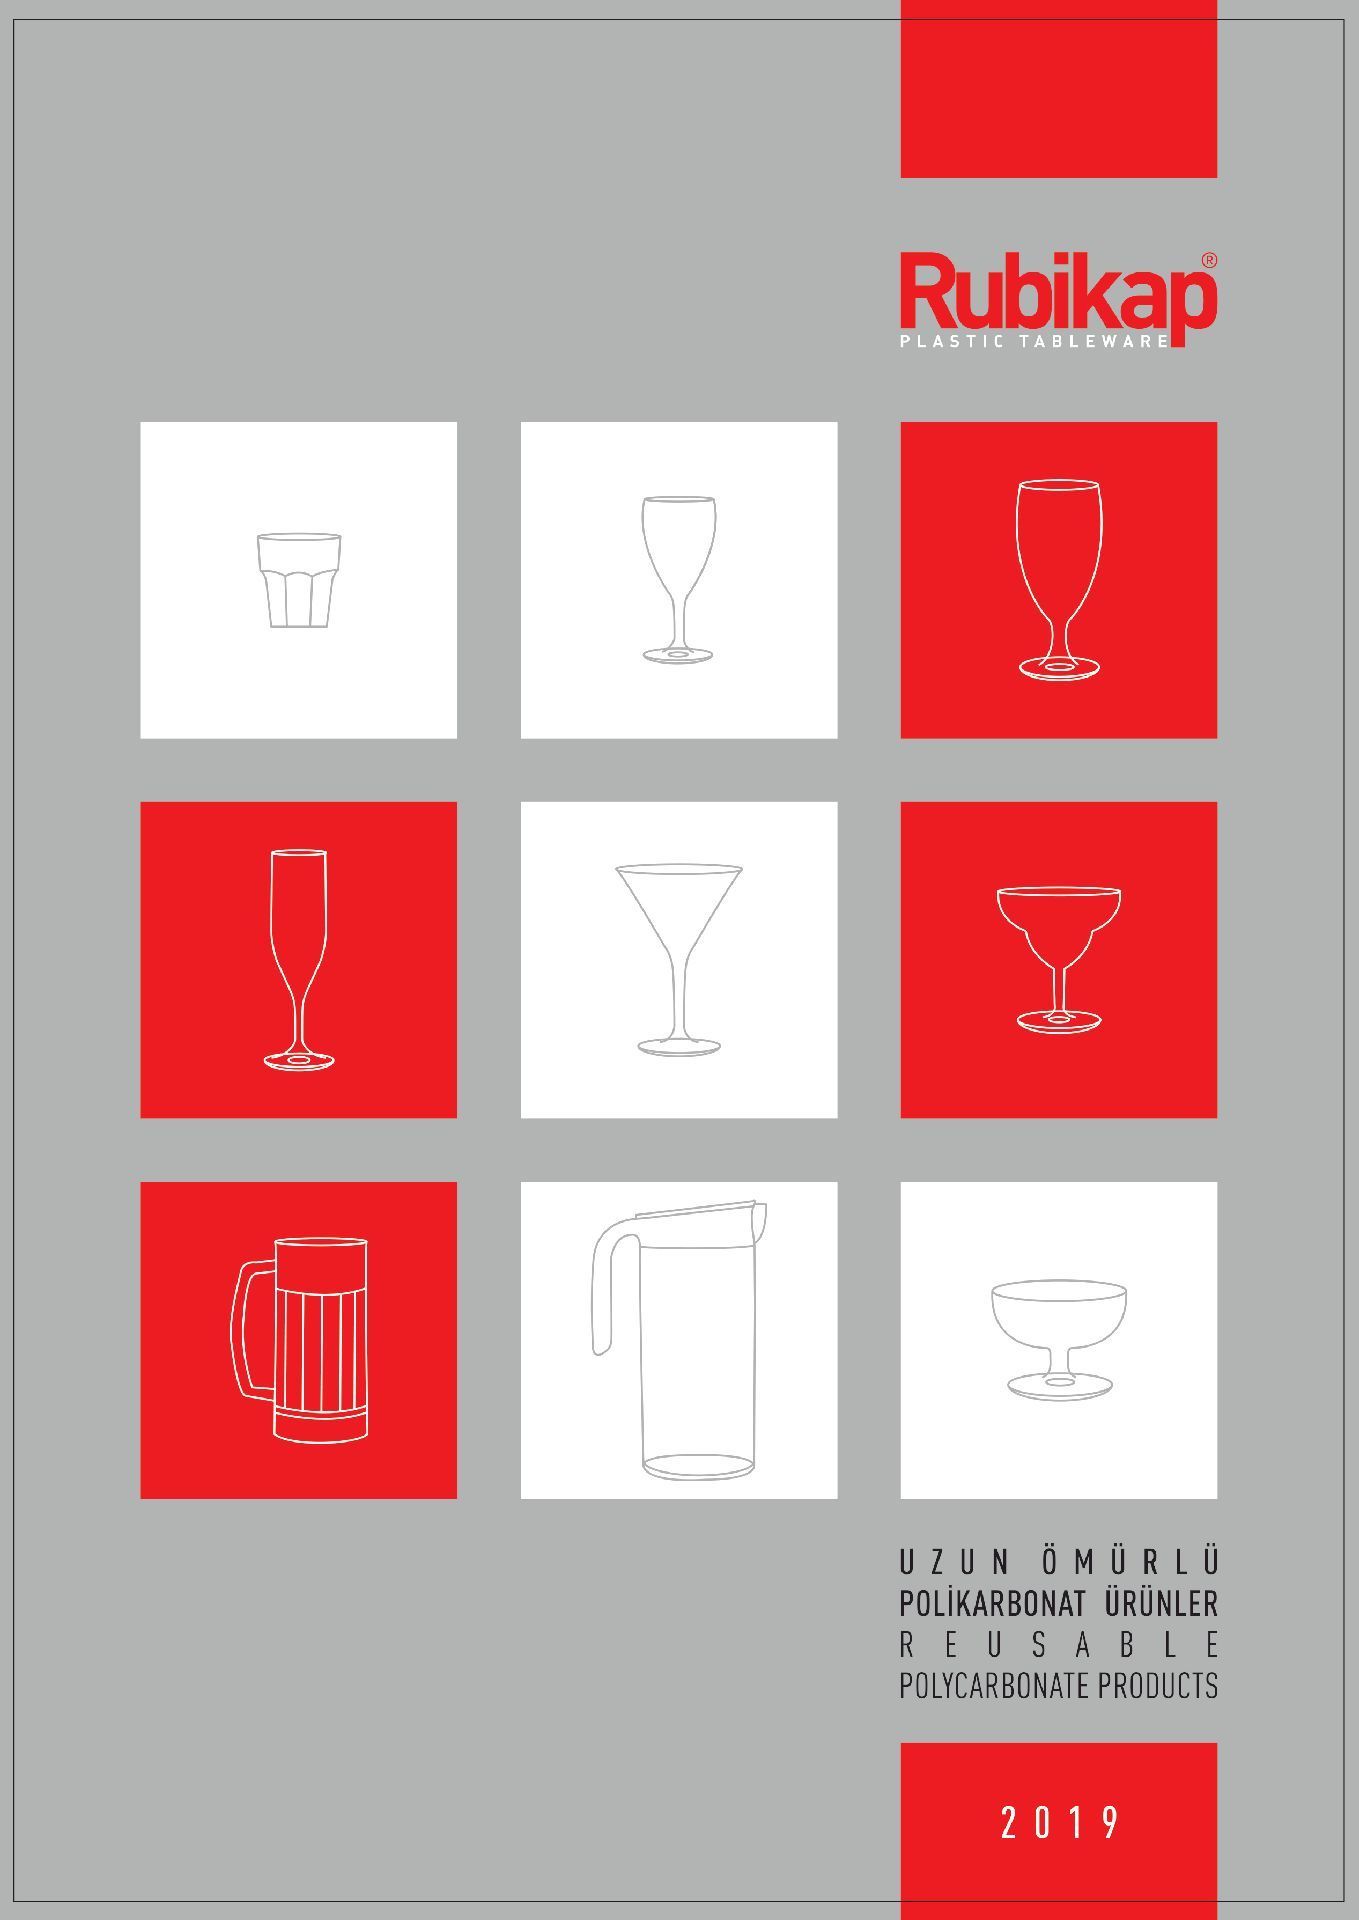 Rubikap®
PLASTIC TABLEWARE
UZUN ÖMÜRLÜ
POLİKARBONAT ÜRÜNLER
REUSABLE
POLYCARBONATE PRODUCTS
2019